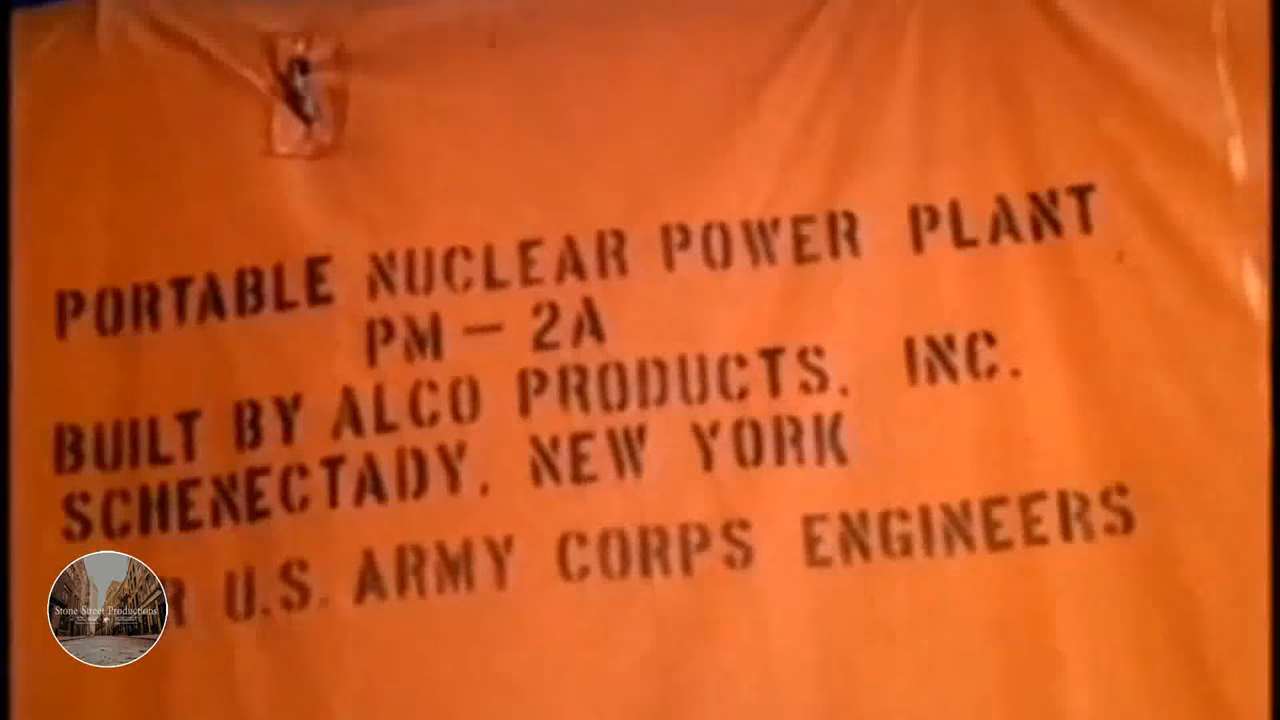 PORTABLE NUCLEAR POWER PLANT
PM - 2A
BUILT BY ALCO PRODUCTS, INC.
SCHENECTADY, NEW YORK
U.S. ARMY CORPS ENGINEERS
Stone Street Productions